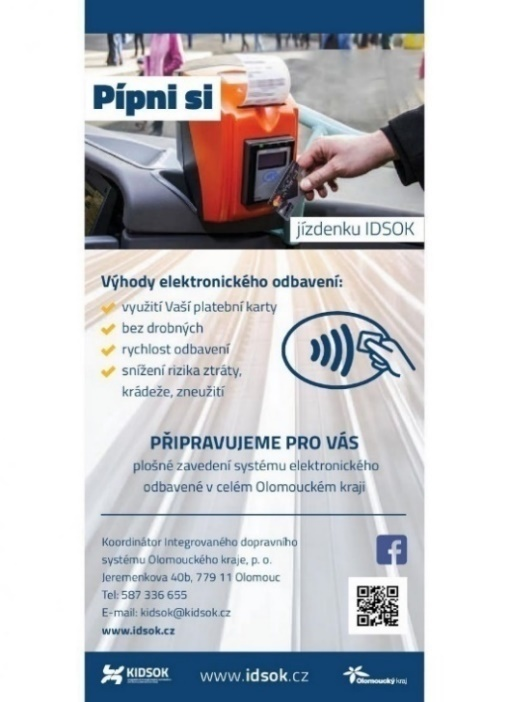 Pípni si
jízdenku IDSOK
Výhody elektronického odbavení:
využití Vaší platební karty
bez drobných
rychlost odbavení
snížení rizika ztráty,
krádeže, zneužití
PŘIPRAVUJEME PRO VÁS
plošné zavedení systému elektronického
odbavené v celém Olomouckém kraji
Koordinátor Integrovaného dopravního
systému Olomouckého kraje, p. o.
Jeremenkova 40b, 779 11 Olomouc
Tel: 587 336 655
E-mail: kidsok@kidsok.cz
www.idsok.cz
KIDSOK
www.idsok.cz
Olomoucký kraj